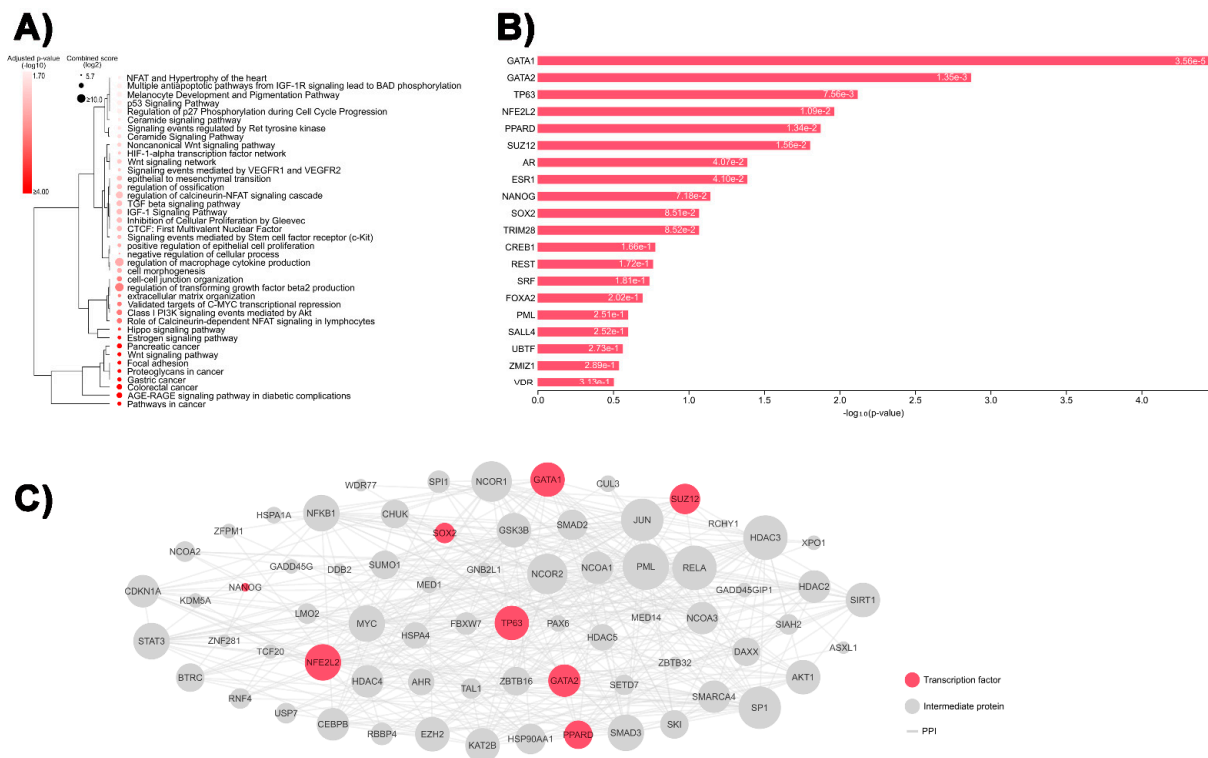 A)
Adjusted p-value
(-log10)
1.70
≥4.00
Combined score
(log2)
5.7
≥10.0
NFAT and Hypertrophy of the heart
Multiple antiapoptotic pathways from IGF-1R signaling lead to BAD phosphorylation
Melanocyte Development and Pigmentation Pathway
p53 Signaling Pathway
Regulation of p27 Phosphorylation during Cell Cycle Progression
Ceramide signaling pathway
Signaling events regulated by Ret tyrosine kinase
Ceramide Signaling Pathway
Noncanonical Wnt signaling pathway
HIF-1-alpha transcription factor network
Wnt signaling network
Signaling events mediated by VEGFR1 and VEGFR2
epithelial to mesenchymal transition
regulation of ossification
regulation of calcineurin-NFAT signaling cascade
TGF beta signaling pathway
IGF-1 Signaling Pathway
Inhibition of Cellular Proliferation by Gleevec
CTCF: First Multivalent Nuclear Factor
Signaling events mediated by Stem cell factor receptor (c-Kit)
positive regulation of epithelial cell proliferation
negative regulation of cellular process
regulation of macrophage cytokine production
cell morphogenesis
cell-cell junction organization
regulation of transforming growth factor beta2 production
extracellular matrix organization
Validated targets of C-MYC transcriptional repression
Class I PI3K signaling events mediated by Akt
Role of Calcineurin-dependent NFAT signaling in lymphocytes
Hippo signaling pathway
Estrogen signaling pathway
Pancreatic cancer
Wnt signaling pathway
Focal adhesion
Proteoglycans in cancer
Gastric cancer
Colorectal cancer
AGE-RAGE signaling pathway in diabetic complications
Pathways in cancer
B)
GATA1 3.56e-5
GATA2 1.35e-3
TP63 7.56e-3
NFE2L2 1.09e-2
PPARD 1.34e-2
SUZ12 1.56e-2
AR 4.07e-2
ESR1 4.10e-2
NANOG 7.18e-2
SOX2 8.51e-2
TRIM28 8.52e-2
CREB1 1.66e-1
REST 1.72e-1
SRF 1.81e-1
FOXA2 2.02e-1
PML 2.51e-1
SALL4 2.52e-1
UBTF 2.73e-1
ZMIZ1 2.89e-1
VDR 3.13e-1
0.0 0.5 1.0 1.5 2.0 2.5 3.0 3.5 4.0
-log₁₀(p-value)
C)
WDR77 SPI1 NCOR1 GATA1 CUL3 SUZ12
HSPA1A NFKB1 CHUK SOX2 GSK3B SMAD2 JUN RCHY1
ZFPM1 HDAC3 XPO1
NCOA2 GADD45G DDB2 SUMO1 GNB2L1 NCOR2 NCOA1 PML RELA
CDKN1A NANOG MED1 GADD45GIP1 HDAC2 SIRT1
KDM5A LMO2 MYC FBXW7 TP63 PAX6 MED14 NCOA3 SIAH2
STAT3 ZNF281 TCF20 HSPA4 HDAC5 DAXX ASXL1
NFE2L2 ZBTB32
BTRC HDAC4 AHR TAL1 ZBTB16 GATA2 SETD7 AKT1
RNF4 SMARCA4
USP7 CEBPB RBBP4 EZH2 KAT2B HSP90AA1 PPARD SMAD3 SKI SP1
Transcription factor
Intermediate protein
PPI